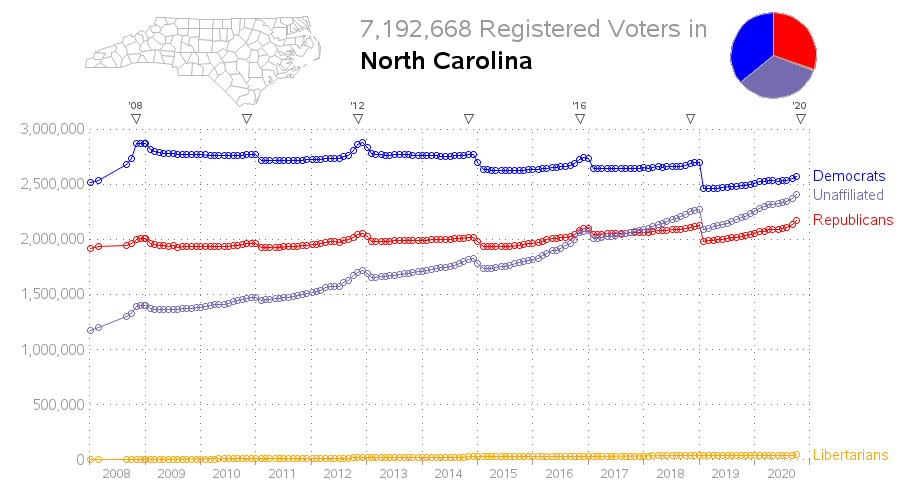 7,192,668 Registered Voters in
North Carolina
'08 '12 '16 '20
3,000,000
2,500,000
2,000,000
1,500,000
1,000,000
500,000
0
Democrats
Unaffiliated
Republicans
Libertarians
2008 2009 2010 2011 2012 2013 2014 2015 2016 2017 2018 2019 2020